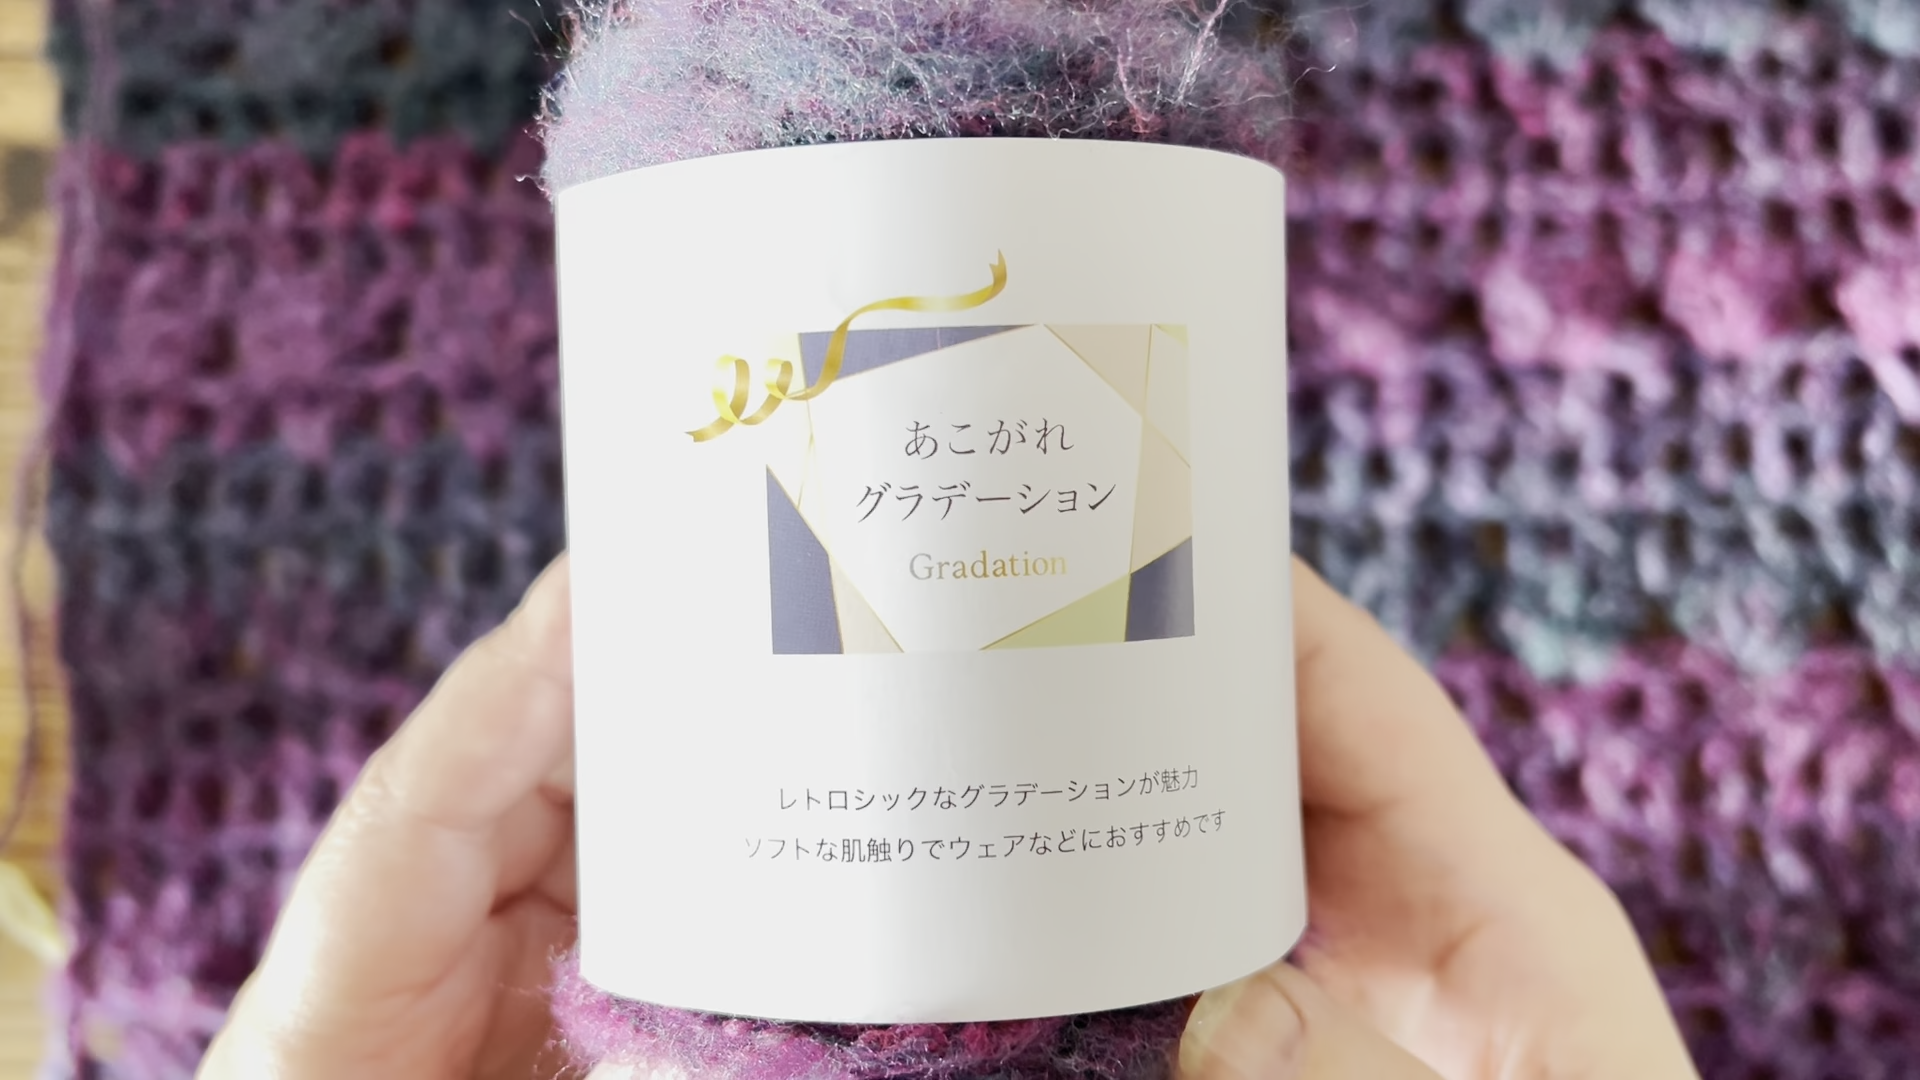 あこがれ
グラデーション
Gradation
レトロシックなグラデーションが魅力
ソフトな肌触りでウェアなどにおすすめです